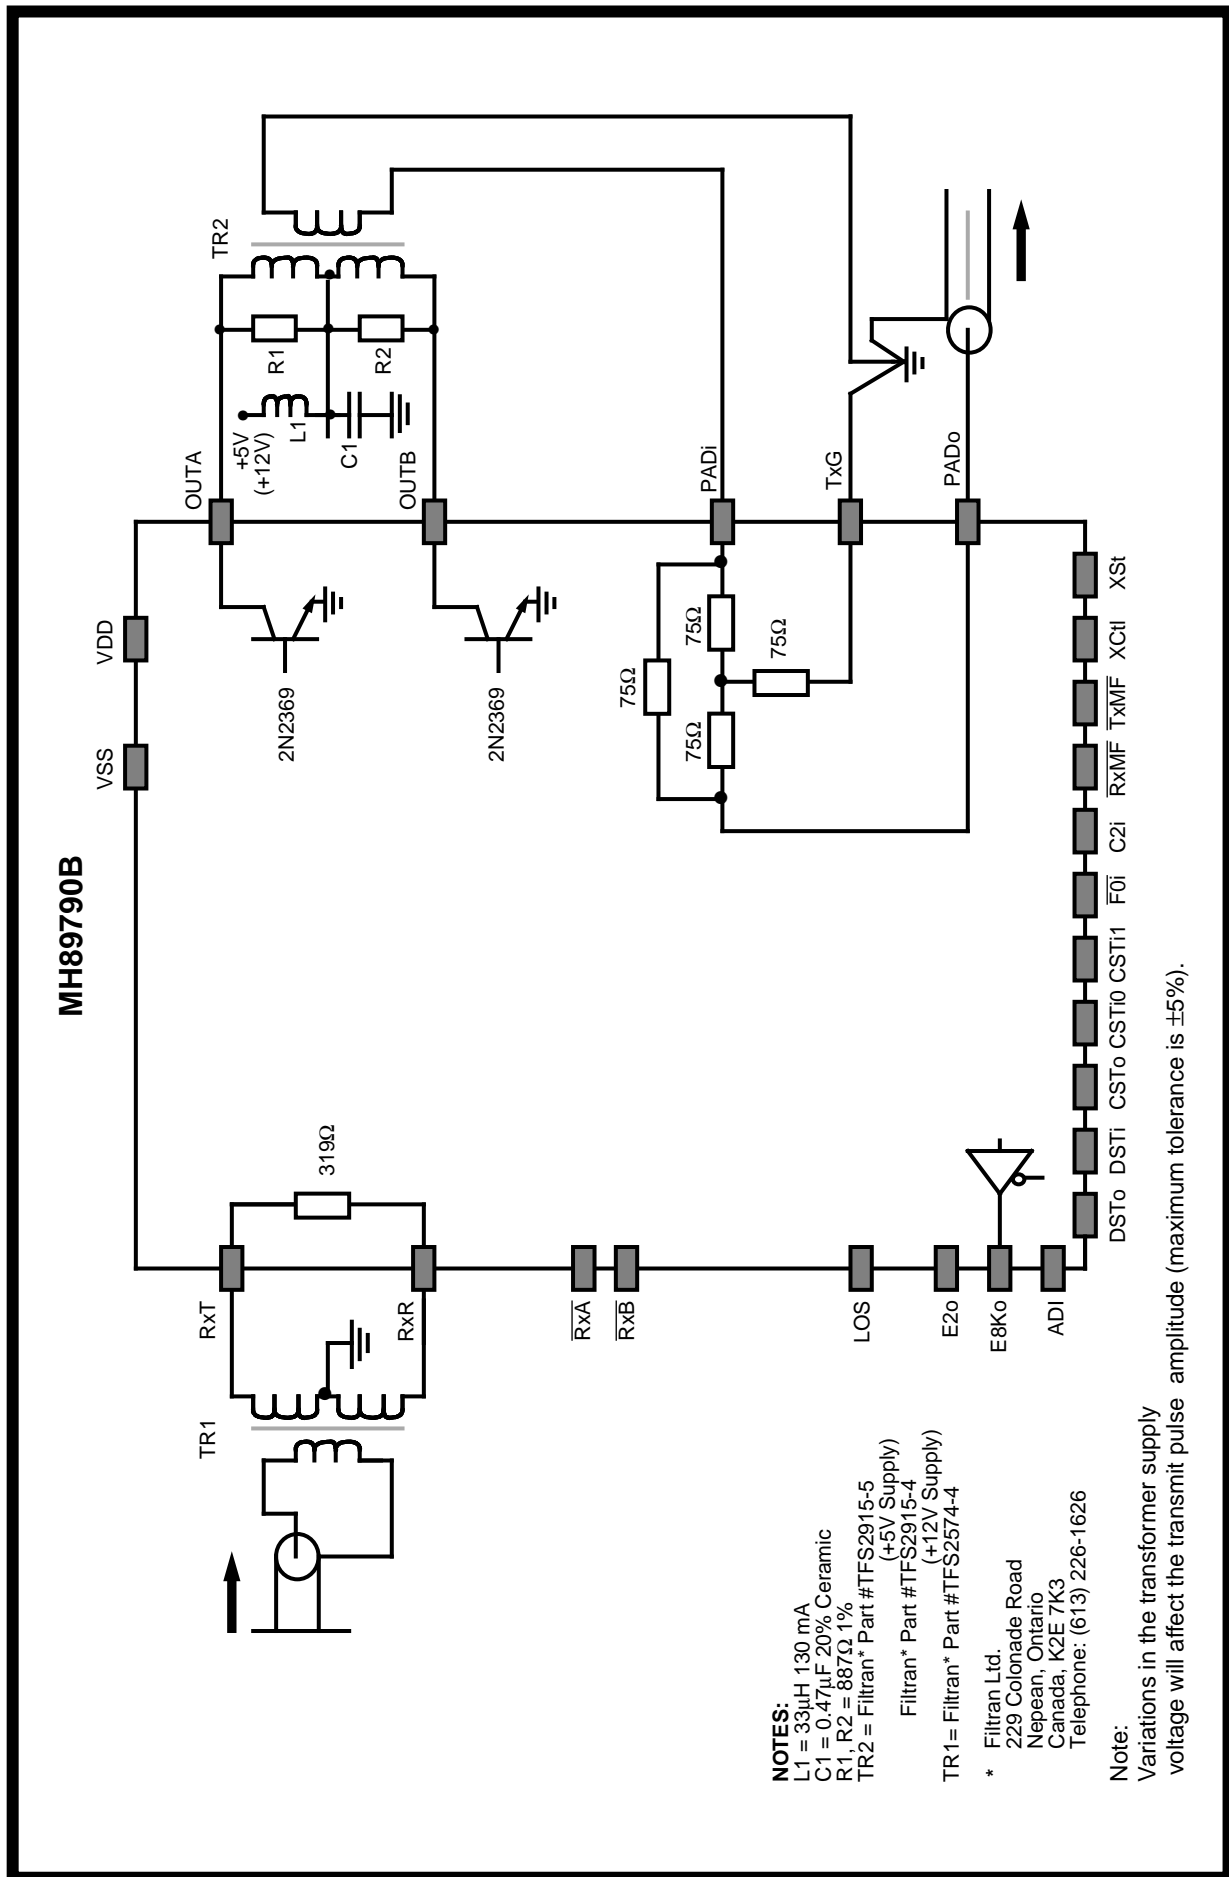 MH89790B
VSS
VDD
TR1
RxT
319Ω
RxR
2N2369
2N2369
OUTA
OUTB
+5V
(+12V)
L1
C1
R1
R2
TR2
RxA
RxB
LOS
E2o
E8Ko
ADI
75Ω
75Ω
75Ω
75Ω
PADi
TxG
PADo
DSTo
DSTi
CSTo
CSTi0
CSTi1
F0i
C2i
RxMF
TxMF
XCtl
XSt
NOTES:
L1 = 33μH 130 mA
C1 = 0.47μF 20% Ceramic
R1, R2 = 887Ω 1%
TR2 = Filtran* Part #TFS2915-5
(+5V Supply)
Filtran* Part #TFS2915-4
(+12V Supply)
TR1= Filtran* Part #TFS2574-4
* Filtran Ltd.
229 Colonade Road
Nepean, Ontario
Canada, K2E 7K3
Telephone: (613) 226-1626
Note:
Variations in the transformer supply
voltage will affect the transmit pulse amplitude (maximum tolerance is ±5%).